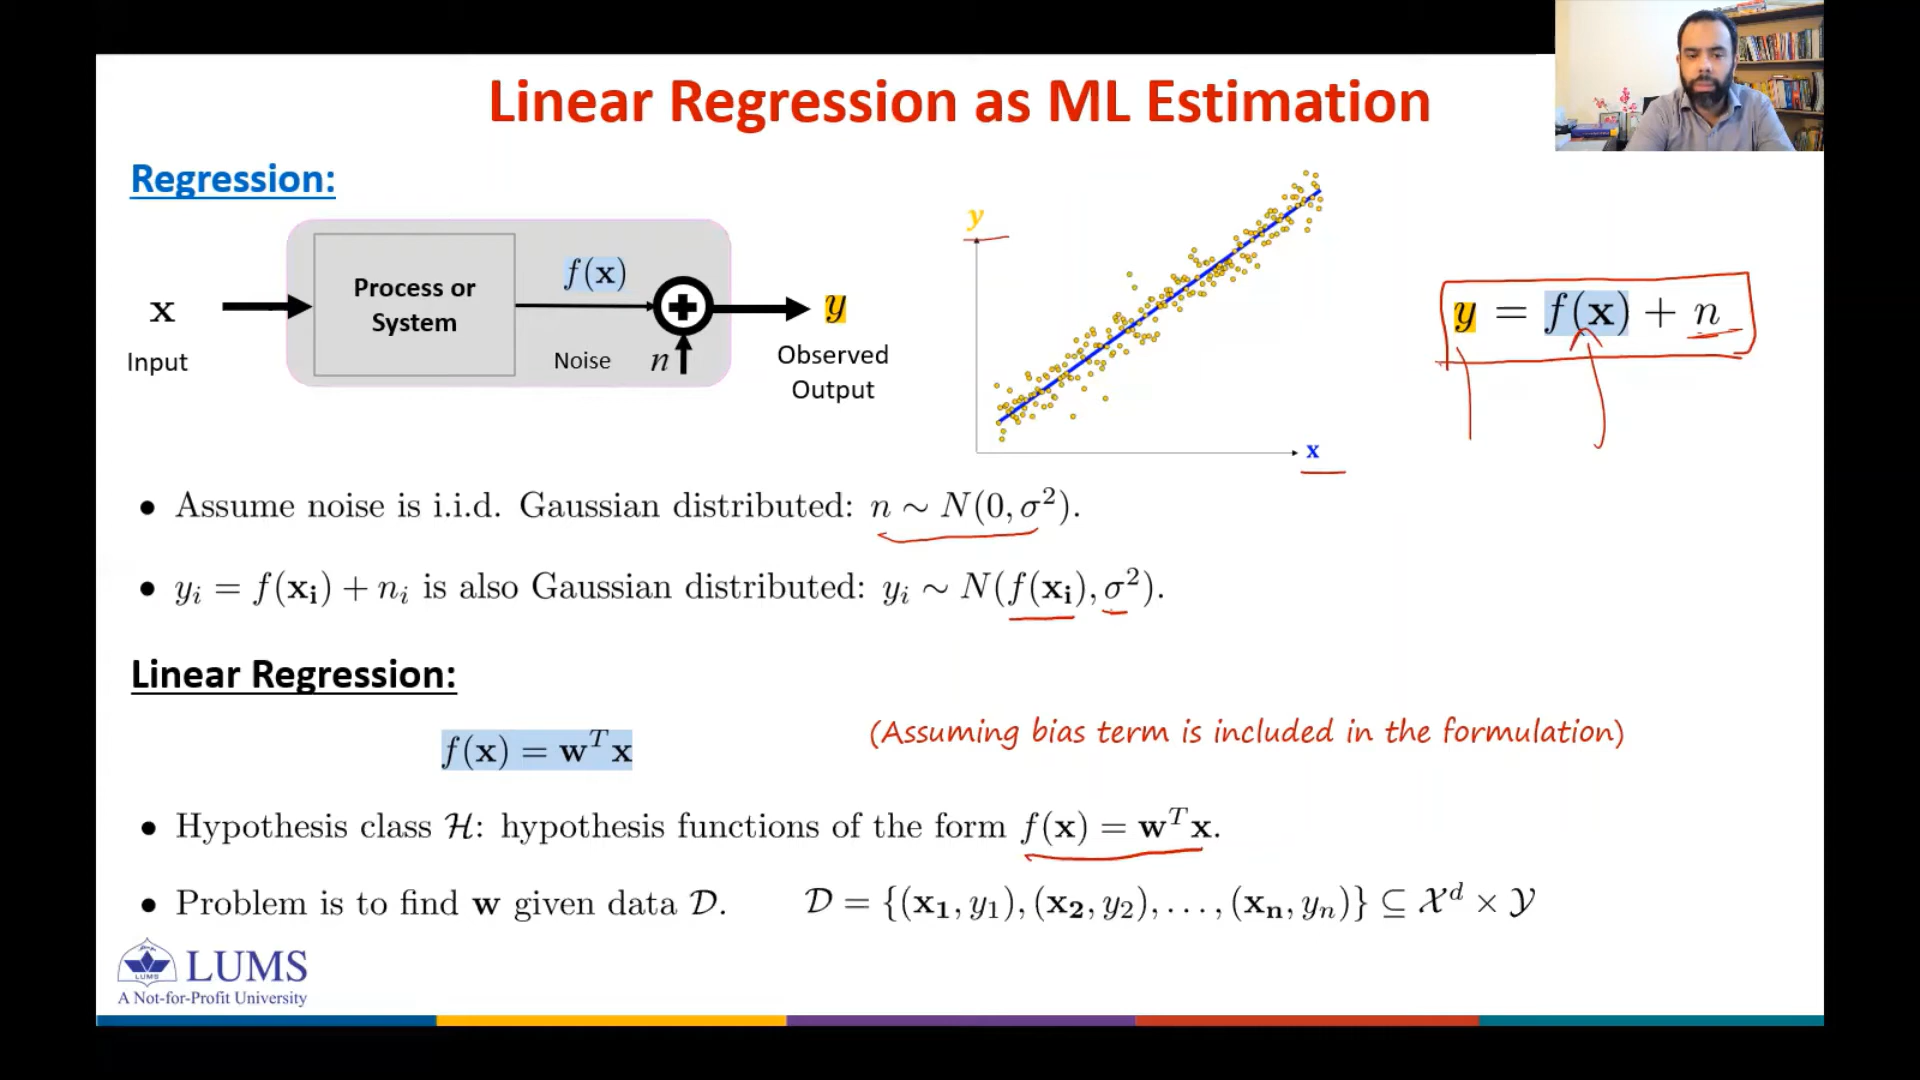 Linear Regression as ML Estimation
Regression:
x
Input
Process or
System
f(x)
Noise n
y
Observed
Output
y
x
y = f(x) + n
• Assume noise is i.i.d. Gaussian distributed: n ∼ N(0, σ²).
• yᵢ = f(xᵢ) + nᵢ is also Gaussian distributed: yᵢ ∼ N(f(xᵢ), σ²).
Linear Regression:
f(x) = wᵀx
(Assuming bias term is included in the formulation)
• Hypothesis class ℋ: hypothesis functions of the form f(x) = wᵀx.
• Problem is to find w given data 𝒟. 𝒟 = {(x₁, y₁), (x₂, y₂), . . . , (xₙ, yₙ)} ⊆ 𝒳ᵈ × 𝒴
LUMS
LUMS
A Not-for-Profit University